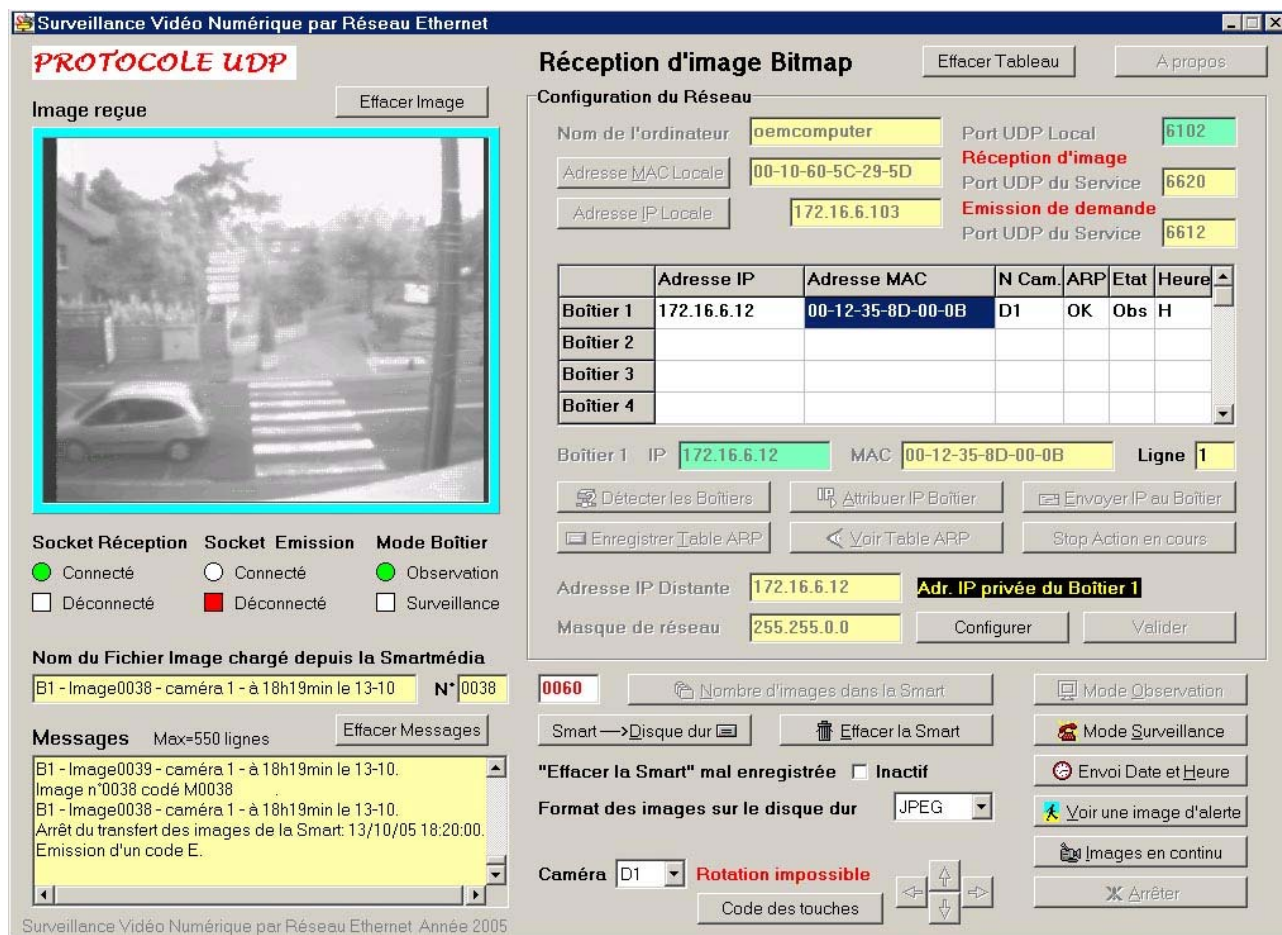 Surveillance Vidéo Numérique par Réseau Ethernet
PROTOCOLE UDP
Image reçue
Effacer Image
Socket Réception Socket Emission Mode Boîtier
Connecté Connecté Observation
Déconnecté Déconnecté Surveillance
Nom du Fichier Image chargé depuis la Smartmédia
B1 - Image0038 - caméra 1 - à 18h19min le 13-10 N° 0038
Messages Max=550 lignes Effacer Messages
B1 - Image0039 - caméra 1 - à 18h19min le 13-10.
Image n°0038 codé M0038 .
B1 - Image0038 - caméra 1 - à 18h19min le 13-10.
Arrêt du transfert des images de la Smart: 13/10/05 18:20:00.
Emission d'un code E.
Surveillance Vidéo Numérique par Réseau Ethernet Année 2005
Réception d'image Bitmap
Effacer Tableau
A propos
Configuration du Réseau
Nom de l'ordinateur oemcomputer Port UDP Local 6102
Réception d'image
Adresse MAC Locale 00-10-60-5C-29-5D Port UDP du Service 6620
Emission de demande
Adresse IP Locale 172.16.6.103 Port UDP du Service 6612
Adresse IP Adresse MAC N Cam. ARP Etat Heure
Boîtier 1 172.16.6.12 00-12-35-8D-00-0B D1 OK Obs H
Boîtier 2
Boîtier 3
Boîtier 4
Boîtier 1 IP 172.16.6.12 MAC 00-12-35-8D-00-0B Ligne 1
Détecter les Boîtiers Attribuer IP Boîtier Envoyer IP au Boîtier
Enregistrer Table ARP Voir Table ARP Stop Action en cours
Adresse IP Distante 172.16.6.12 Adr. IP privée du Boîtier 1
Masque de réseau 255.255.0.0 Configurer Valider
0060 Nombre d'images dans la Smart Mode Observation
Smart-->Disque dur Effacer la Smart Mode Surveillance
"Effacer la Smart" mal enregistrée Inactif Envoi Date et Heure
Format des images sur le disque dur JPEG Voir une image d'alerte
Images en continu
Caméra D1 Rotation impossible
Code des touches Arrêter